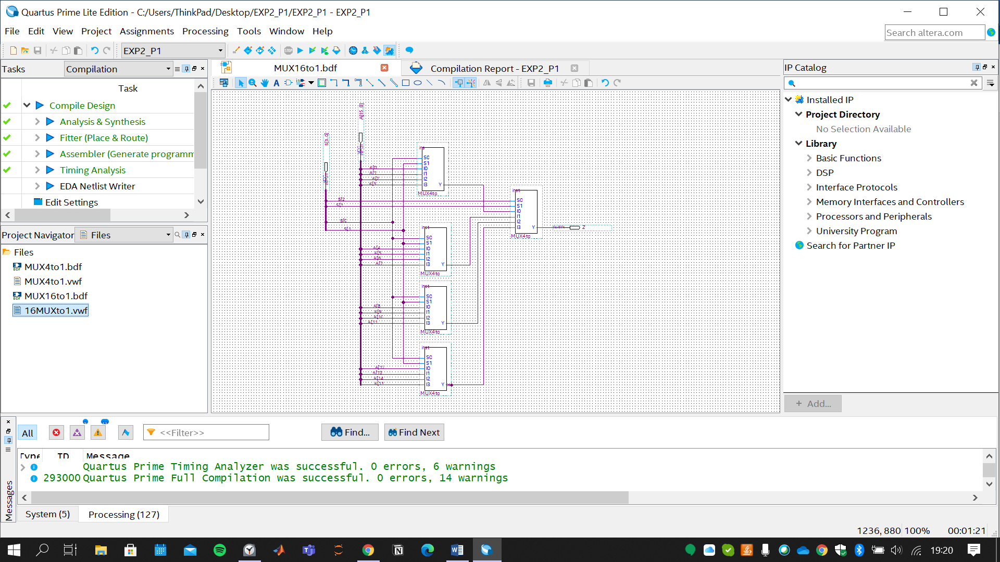 Quartus Prime Lite Edition - C:/Users/ThinkPad/Desktop/EXP2_P1/EXP2_P1 - EXP2_P1
File Edit View Project Assignments Processing Tools Window Help
Search altera.com
EXP2_P1
Tasks Compilation
Task
Compile Design
Analysis & Synthesis
Fitter (Place & Route)
Assembler (Generate programm
Timing Analysis
EDA Netlist Writer
Edit Settings
Project Navigator Files
Files
MUX4to1.bdf
MUX4to1.vwf
MUX16to1.bdf
16MUXto1.vwf
MUX16to1.bdf
Compilation Report - EXP2_P1
A[15..0]
S[3..0]
S0
S1
I0
I1
I2
I3 Y
MUX4to
S0
S1
I0
I1
I2
I3 Y
MUX4to
Z
inst
S0
S1
I0
I1
I2
I3 Y
MUX4to
inst
S0
S1
I0
I1
I2
I3 Y
MUX4to
inst
S0
S1
I0
I1
I2
I3 Y
MUX4to
IP Catalog
Installed IP
Project Directory
No Selection Available
Library
Basic Functions
DSP
Interface Protocols
Memory Interfaces and Controllers
Processors and Peripherals
University Program
Search for Partner IP
+ Add...
Messages
All
<<Filter>>
Find...
Find Next
Type ID Message
Quartus Prime Timing Analyzer was successful. 0 errors, 6 warnings
293000 Quartus Prime Full Compilation was successful. 0 errors, 14 warnings
System (5)
Processing (127)
1236, 880 100% 00:01:21
19:20